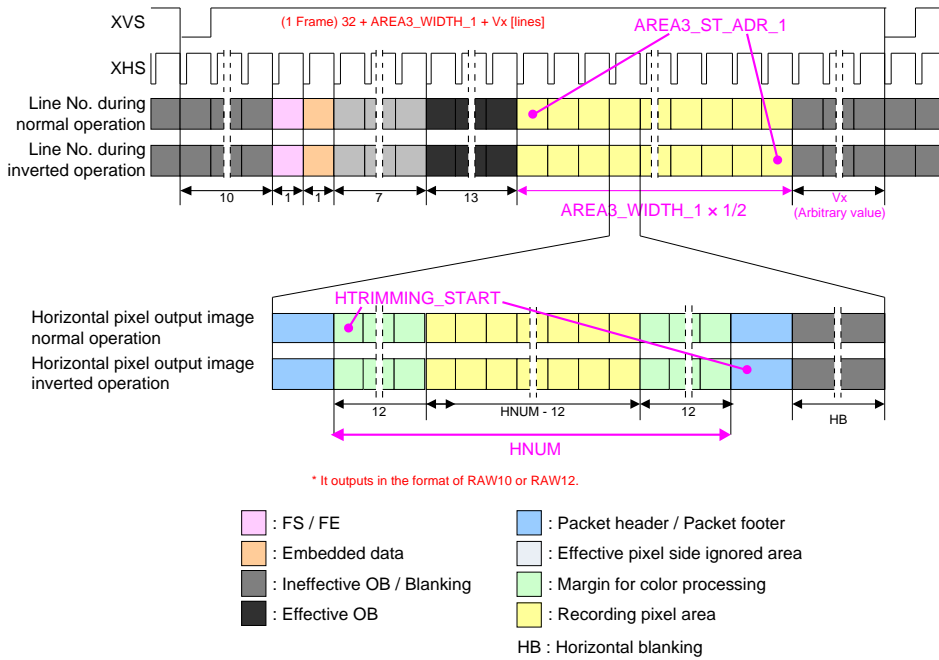 XVS
(1 Frame) 32 + AREA3_WIDTH_1 + Vx [lines]
AREA3_ST_ADR_1
XHS
Line No. during
normal operation
Line No. during
inverted operation
10
1
1
7
13
AREA3_WIDTH_1 × 1/2
Vx
(Arbitrary value)
HTRIMMING_START
Horizontal pixel output image
normal operation
Horizontal pixel output image
inverted operation
12
HNUM - 12
12
HB
HNUM
* It outputs in the format of RAW10 or RAW12.
: FS / FE
: Embedded data
: Ineffective OB / Blanking
: Effective OB
: Packet header / Packet footer
: Effective pixel side ignored area
: Margin for color processing
: Recording pixel area
HB : Horizontal blanking